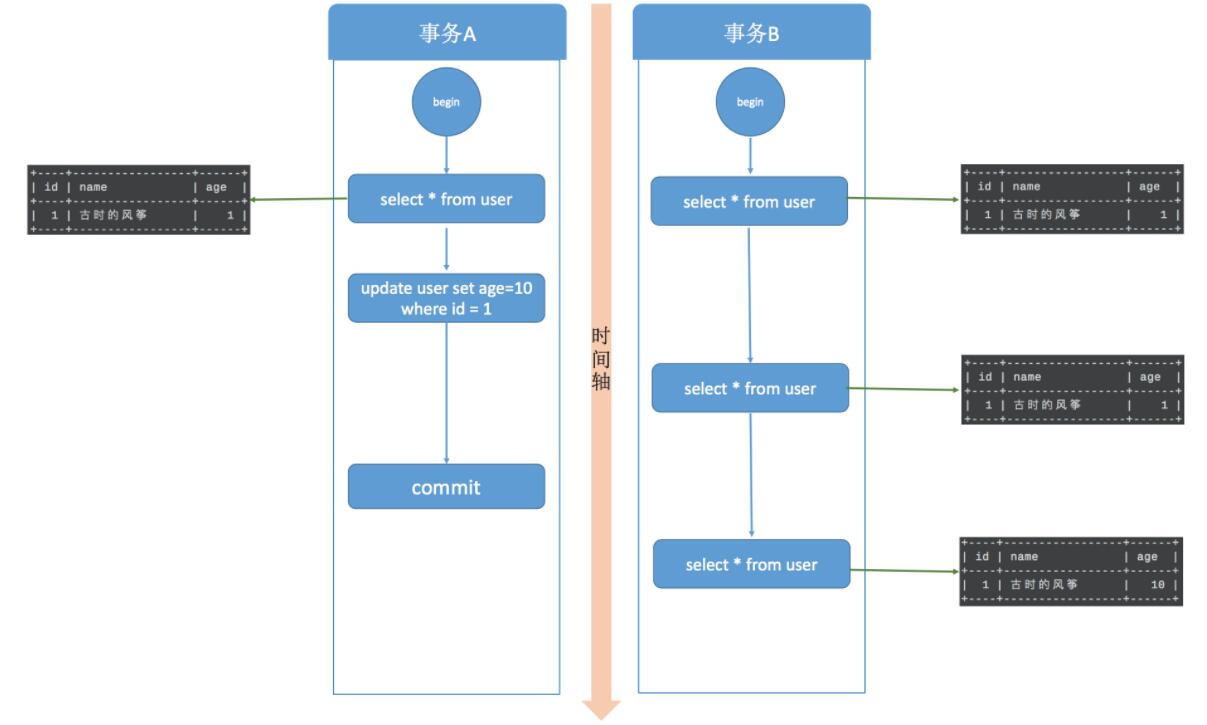 事务A
事务B
begin
begin
+----+------------------+------+
| id | name | age |
+----+------------------+------+
| 1 | 古时的风筝 | 1 |
+----+------------------+------+
select * from user
select * from user
+----+------------------+------+
| id | name | age |
+----+------------------+------+
| 1 | 古时的风筝 | 1 |
+----+------------------+------+
update user set age=10
where id = 1
时
间
轴
select * from user
+----+------------------+------+
| id | name | age |
+----+------------------+------+
| 1 | 古时的风筝 | 1 |
+----+------------------+------+
commit
select * from user
+----+------------------+------+
| id | name | age |
+----+------------------+------+
| 1 | 古时的风筝 | 10 |
+----+------------------+------+